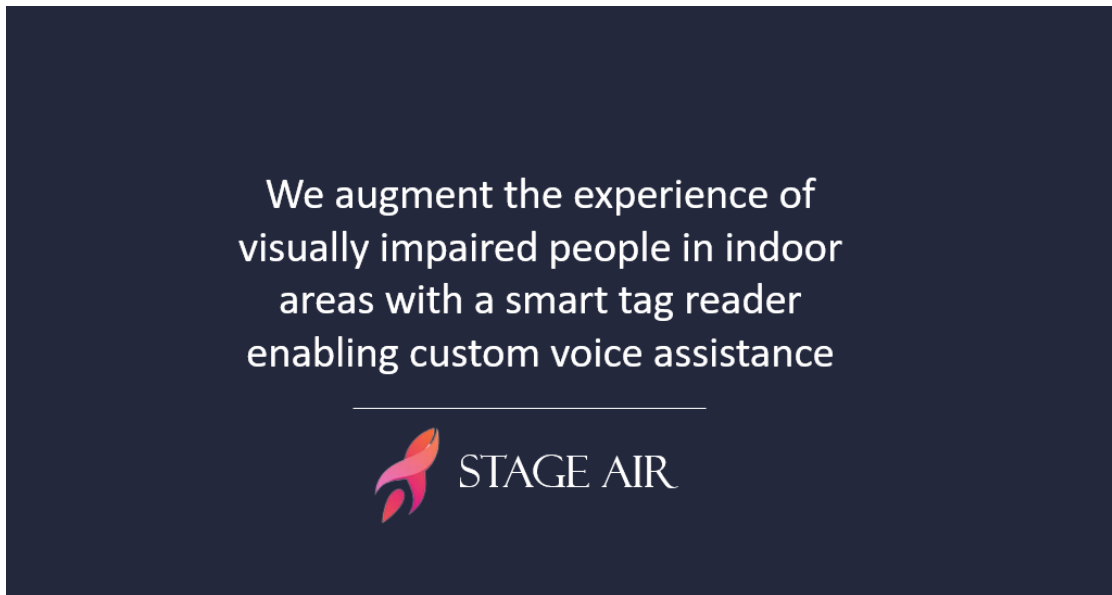 We augment the experience of
visually impaired people in indoor
areas with a smart tag reader
enabling custom voice assistance
STAGE AIR